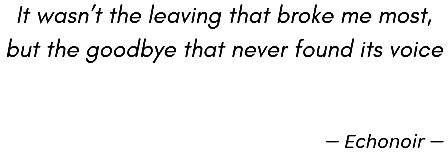 It wasn't the leaving that broke me most,
but the goodbye that never found its voice
— Echonoir —